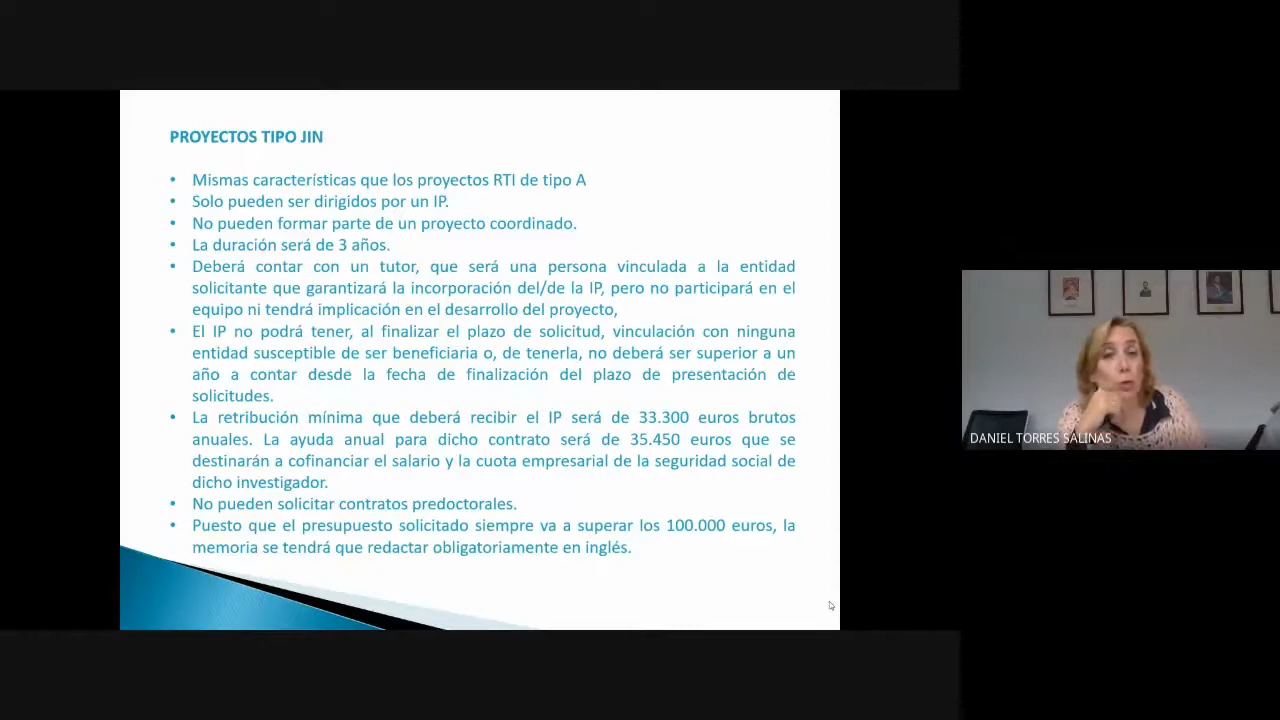 PROYECTOS TIPO JIN
• Mismas características que los proyectos RTI de tipo A
• Solo pueden ser dirigidos por un IP.
• No pueden formar parte de un proyecto coordinado.
• La duración será de 3 años.
• Deberá contar con un tutor, que será una persona vinculada a la entidad
solicitante que garantizará la incorporación del/de la IP, pero no participará en el
equipo ni tendrá implicación en el desarrollo del proyecto,
• El IP no podrá tener, al finalizar el plazo de solicitud, vinculación con ninguna
entidad susceptible de ser beneficiaria o, de tenerla, no deberá ser superior a un
año a contar desde la fecha de finalización del plazo de presentación de
solicitudes.
• La retribución mínima que deberá recibir el IP será de 33.300 euros brutos
anuales. La ayuda anual para dicho contrato será de 35.450 euros que se
destinarán a cofinanciar el salario y la cuota empresarial de la seguridad social de
dicho investigador.
• No pueden solicitar contratos predoctorales.
• Puesto que el presupuesto solicitado siempre va a superar los 100.000 euros, la
memoria se tendrá que redactar obligatoriamente en inglés.
DANIEL TORRES SALINAS